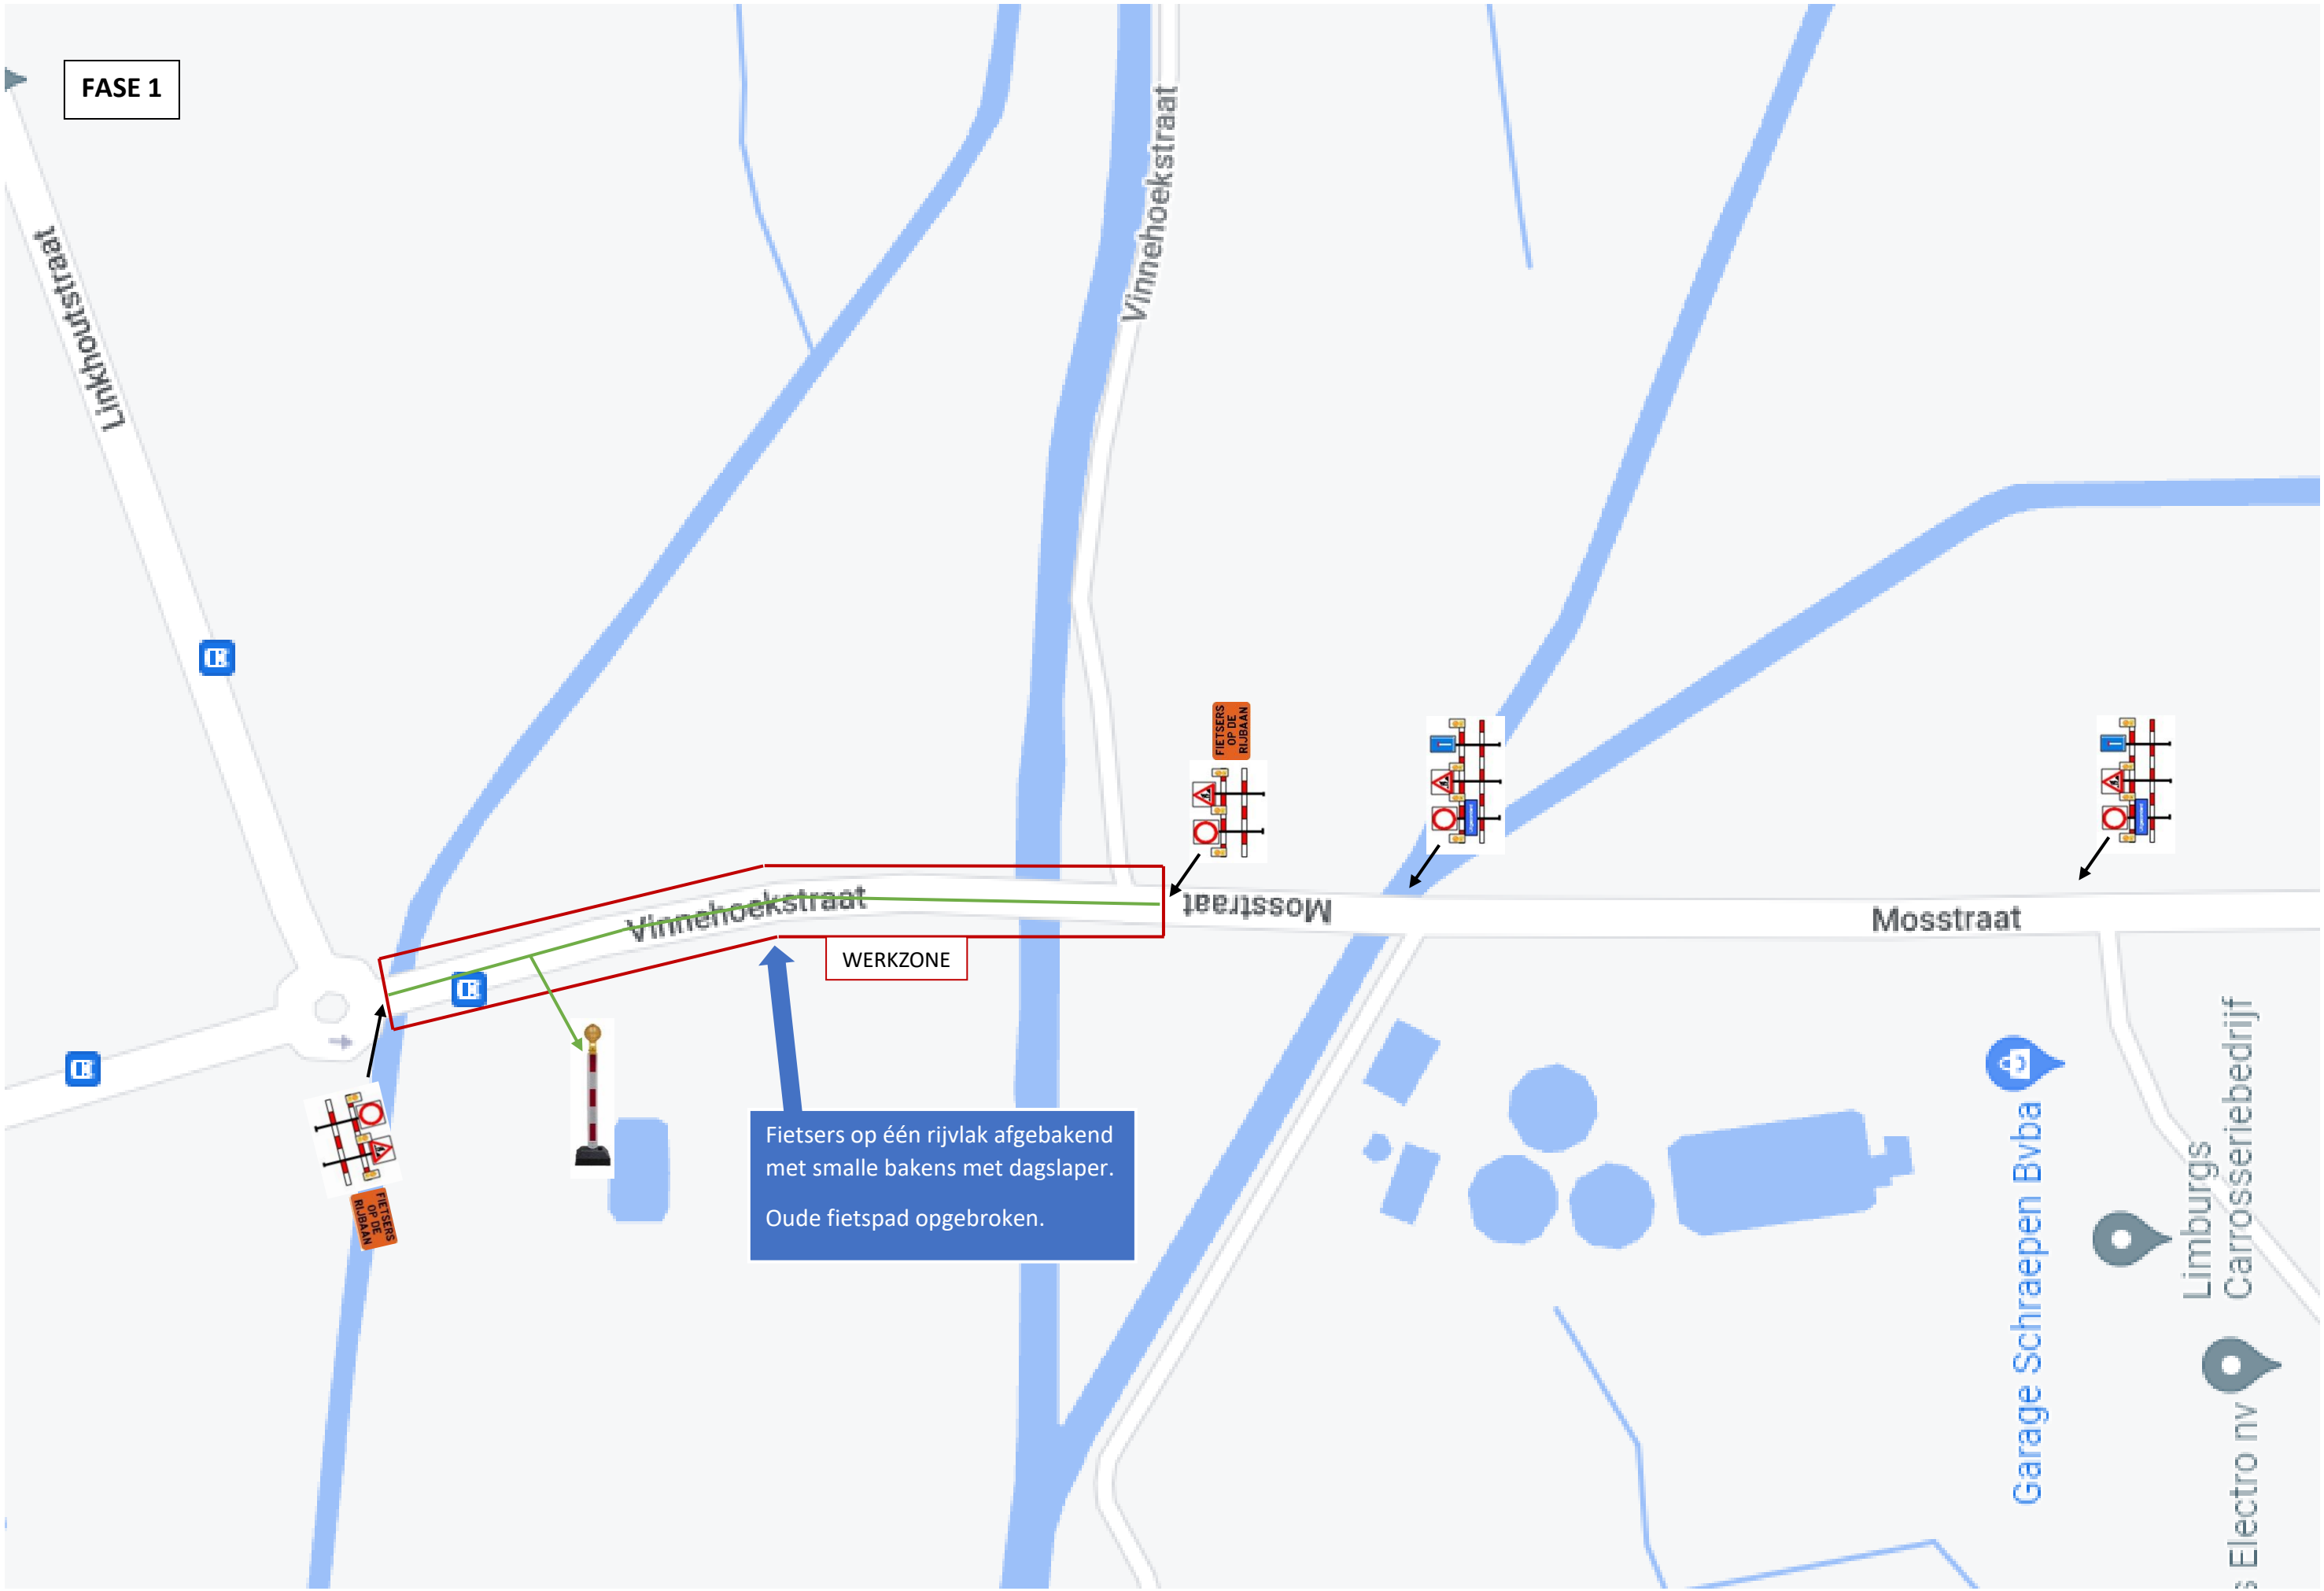 FASE 1
Linkhoutstraat
Vinnehoekstraat
FIETSERS
OP DE
RIJBAAN
Vinnehoekstraat
Mosstraat
Mosstraat
WERKZONE
Fietsers op één rijvlak afgebakend
met smalle bakens met dagslaper.
Oude fietspad opgebroken.
FIETSERS
OP DE
RIJBAAN
Garage Schraepen Bvba
Limburgs
Carrosseriebedrijf
s Electro nv